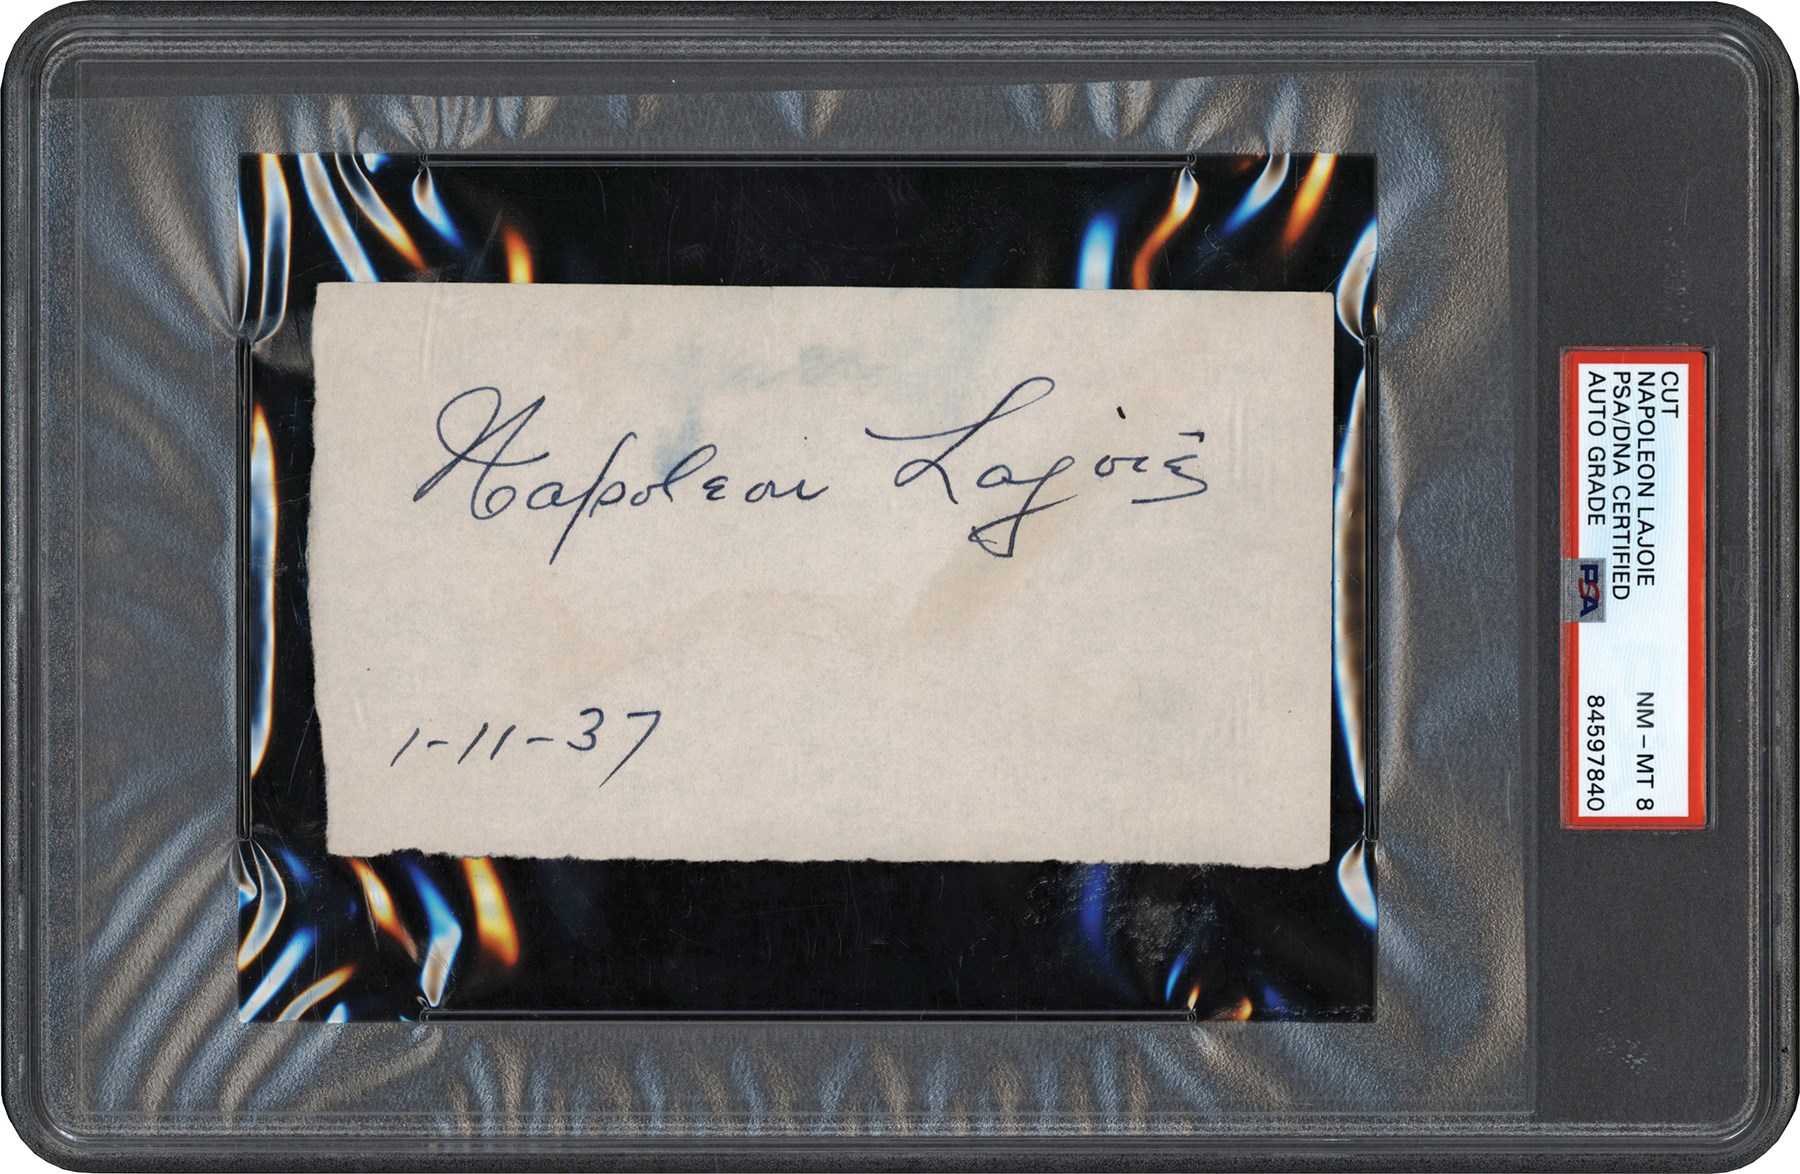 Napoleon Lajoie
1-11-37
CUT
NAPOLEON LAJOIE NM-MT 8
PSA/DNA CERTIFIED
AUTO GRADE 84597840
PSA